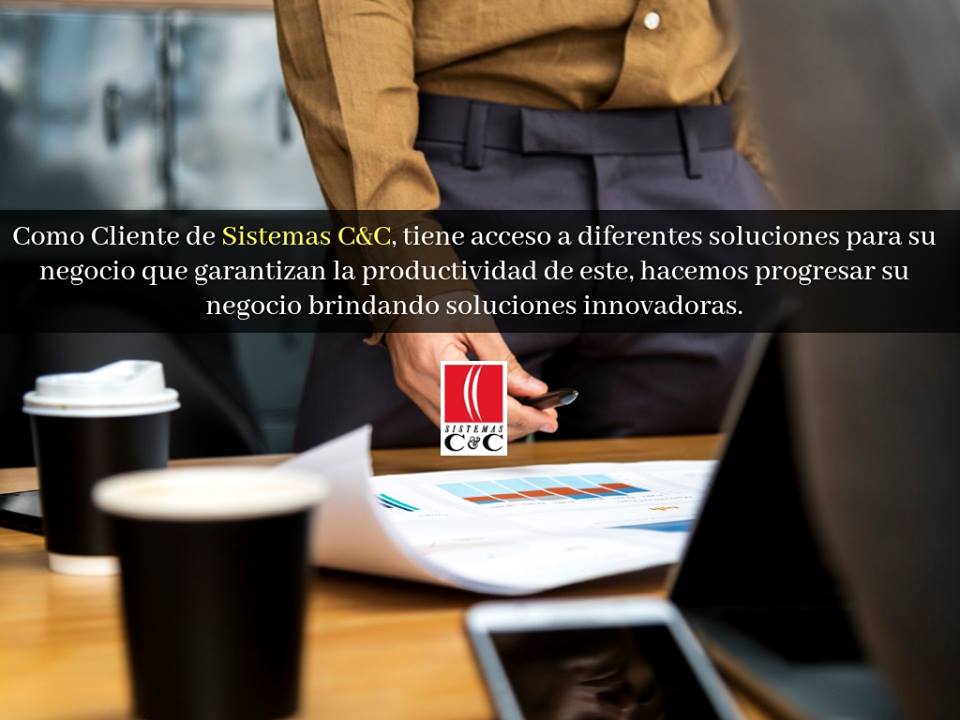 Como Cliente de Sistemas C&C, tiene acceso a diferentes soluciones para su
negocio que garantizan la productividad de este, hacemos progresar su
negocio brindando soluciones innovadoras.
SISTEMAS
C&C